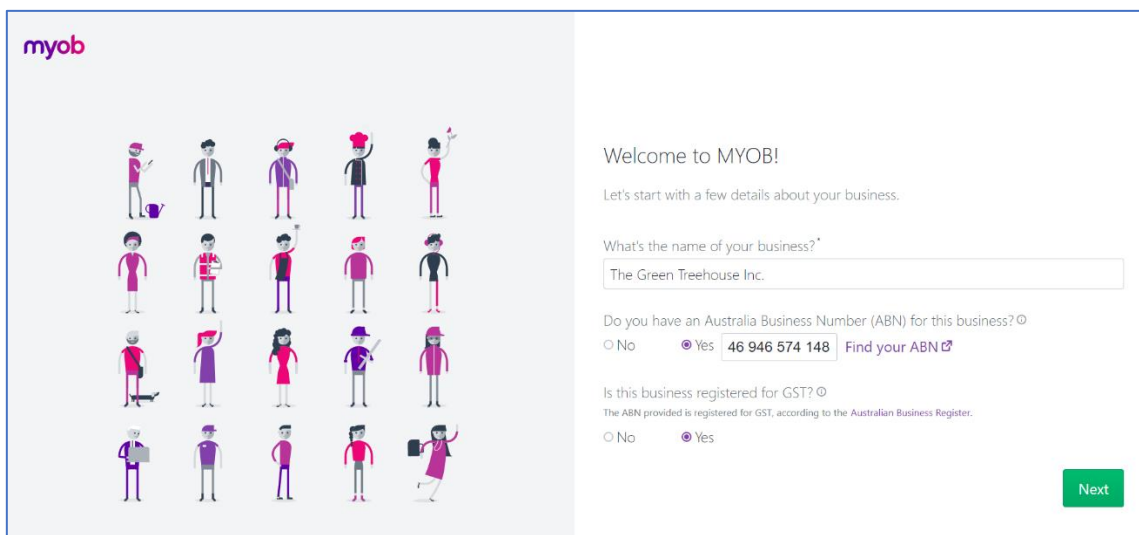 myob
Welcome to MYOB!
Let's start with a few details about your business.
What's the name of your business?*
The Green Treehouse Inc.
Do you have an Australia Business Number (ABN) for this business?
No Yes 46 946 574 148 Find your ABN
Is this business registered for GST?
The ABN provided is registered for GST, according to the Australian Business Register.
No Yes
Next